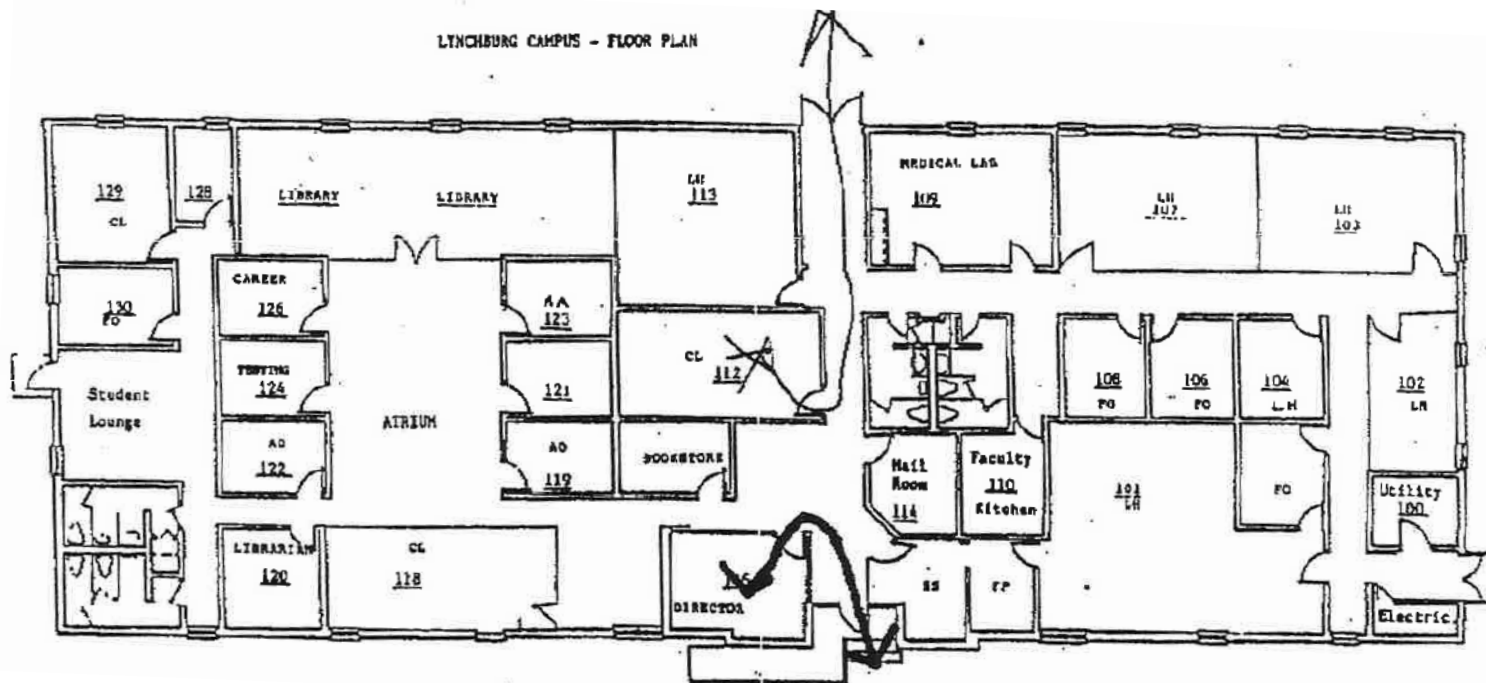 LYNCHBURG CAMPUS - FLOOR PLAN
129
CL
128
LIBRARY
LIBRARY
LH
113
MEDICAL LAB
109
LH
107
LH
103
130
FO
CAREER
126
123
TESTING
124
121
CL
112
108
FO
106
FO
104
L.H
102
LH
Student
Lounge
ATRIUM
AO
122
AO
119
BOOKSTORE
Mail
Room
114
Faculty
110
Kitchen
101
LH
FO
Utility
100
LIBRARIAN
120
CL
118
DIRECTOR
SS
Electric.